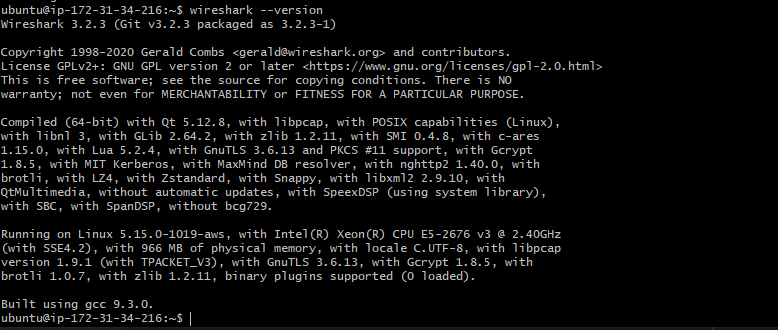 ubuntu@ip-172-31-34-216:~$ wireshark --version
Wireshark 3.2.3 (Git v3.2.3 packaged as 3.2.3-1)
Copyright 1998-2020 Gerald Combs <gerald@wireshark.org> and contributors.
License GPLv2+: GNU GPL version 2 or later <https://www.gnu.org/licenses/gpl-2.0.html>
This is free software; see the source for copying conditions. There is NO
warranty; not even for MERCHANTABILITY or FITNESS FOR A PARTICULAR PURPOSE.
Compiled (64-bit) with Qt 5.12.8, with libpcap, with POSIX capabilities (Linux),
with libnl 3, with GLib 2.64.2, with zlib 1.2.11, with SMI 0.4.8, with c-ares
1.15.0, with Lua 5.2.4, with GnuTLS 3.6.13 and PKCS #11 support, with Gcrypt
1.8.5, with MIT Kerberos, with MaxMind DB resolver, with nghttp2 1.40.0, with
brotli, with LZ4, with Zstandard, with Snappy, with libxml2 2.9.10, with
QtMultimedia, without automatic updates, with SpeexDSP (using system library),
with SBC, with SpanDSP, without bcg729.
Running on Linux 5.15.0-1019-aws, with Intel(R) Xeon(R) CPU E5-2676 v3 @ 2.40GHz
(with SSE4.2), with 966 MB of physical memory, with locale C.UTF-8, with libpcap
version 1.9.1 (with TPACKET_V3), with GnuTLS 3.6.13, with Gcrypt 1.8.5, with
brotli 1.0.7, with zlib 1.2.11, binary plugins supported (0 loaded).
Built using gcc 9.3.0.
ubuntu@ip-172-31-34-216:~$